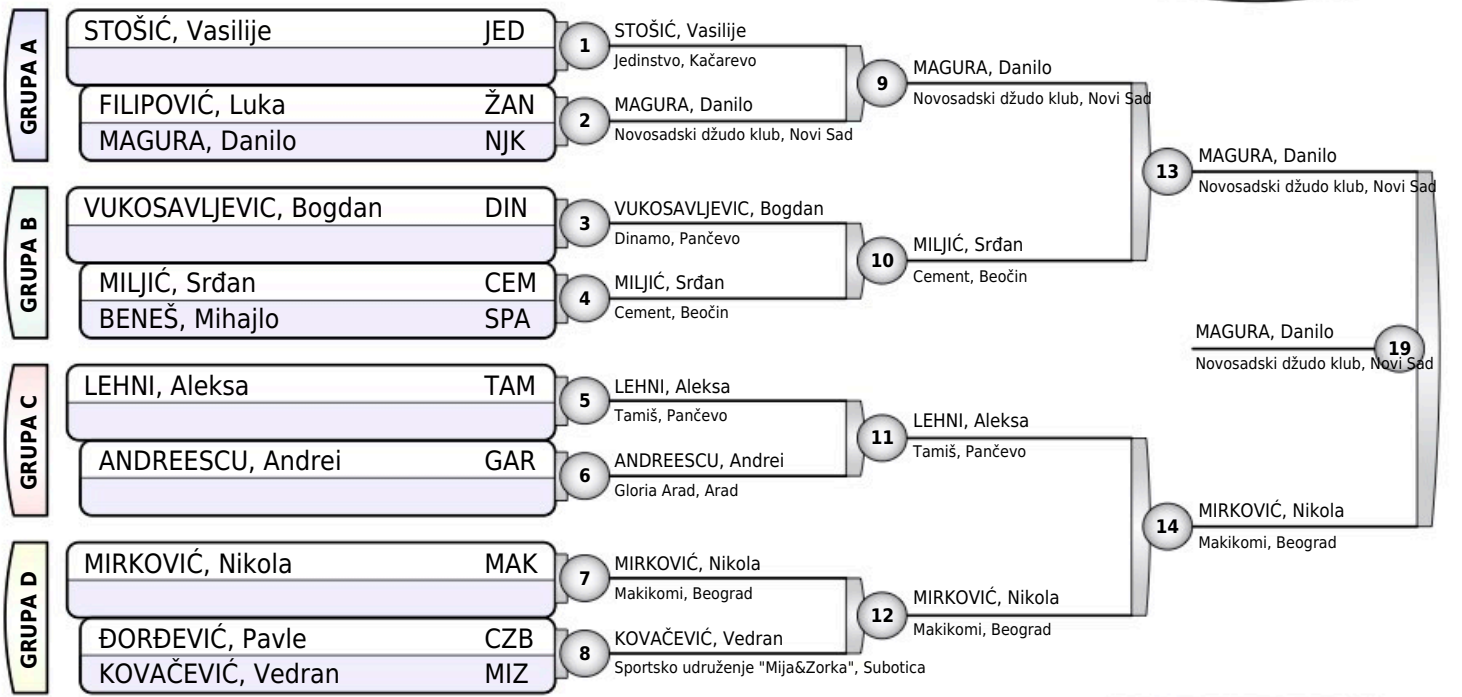 GRUPA A
STOŠIĆ, Vasilije JED
FILIPOVIĆ, Luka ŽAN
MAGURA, Danilo NJK
GRUPA B
VUKOSAVLJEVIC, Bogdan DIN
MILJIĆ, Srđan CEM
BENEŠ, Mihajlo SPA
GRUPA C
LEHNI, Aleksa TAM
ANDREESCU, Andrei GAR
GRUPA D
MIRKOVIĆ, Nikola MAK
ĐORĐEVIĆ, Pavle CZB
KOVAČEVIĆ, Vedran MIZ
1
STOŠIĆ, Vasilije
Jedinstvo, Kačarevo
2
MAGURA, Danilo
Novosadski džudo klub, Novi Sad
3
VUKOSAVLJEVIC, Bogdan
Dinamo, Pančevo
4
MILJIĆ, Srđan
Cement, Beočin
5
LEHNI, Aleksa
Tamiš, Pančevo
6
ANDREESCU, Andrei
Gloria Arad, Arad
7
MIRKOVIĆ, Nikola
Makikomi, Beograd
8
KOVAČEVIĆ, Vedran
Sportsko udruženje "Mija&Zorka", Subotica
9
MAGURA, Danilo
Novosadski džudo klub, Novi Sad
10
MILJIĆ, Srđan
Cement, Beočin
11
LEHNI, Aleksa
Tamiš, Pančevo
12
MIRKOVIĆ, Nikola
Makikomi, Beograd
13
MAGURA, Danilo
Novosadski džudo klub, Novi Sad
14
MIRKOVIĆ, Nikola
Makikomi, Beograd
MAGURA, Danilo
19
Novosadski džudo klub, Novi Sad